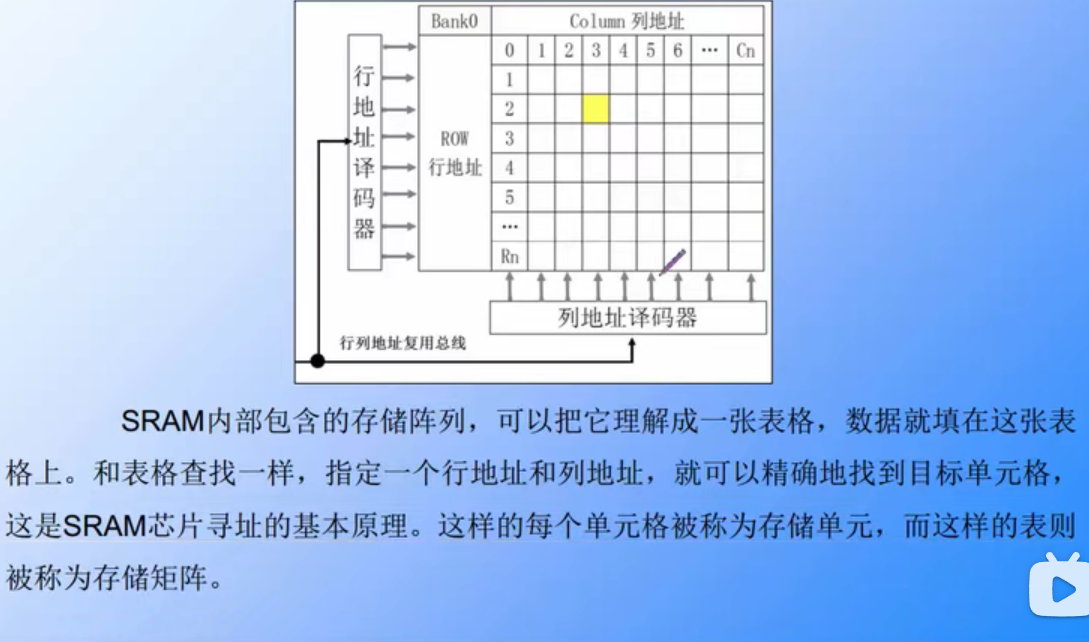 Bank0 Column 列地址
0 1 2 3 4 5 6 … Cn
1
2
3
4
5
…
Rn
行地址译码器
ROW
行地址
列地址译码器
行列地址复用总线
SRAM内部包含的存储阵列，可以把它理解成一张表格，数据就填在这张表
格上。和表格查找一样，指定一个行地址和列地址，就可以精确地找到目标单元格，
这是SRAM芯片寻址的基本原理。这样的每个单元格被称为存储单元，而这样的表则
被称为存储矩阵。